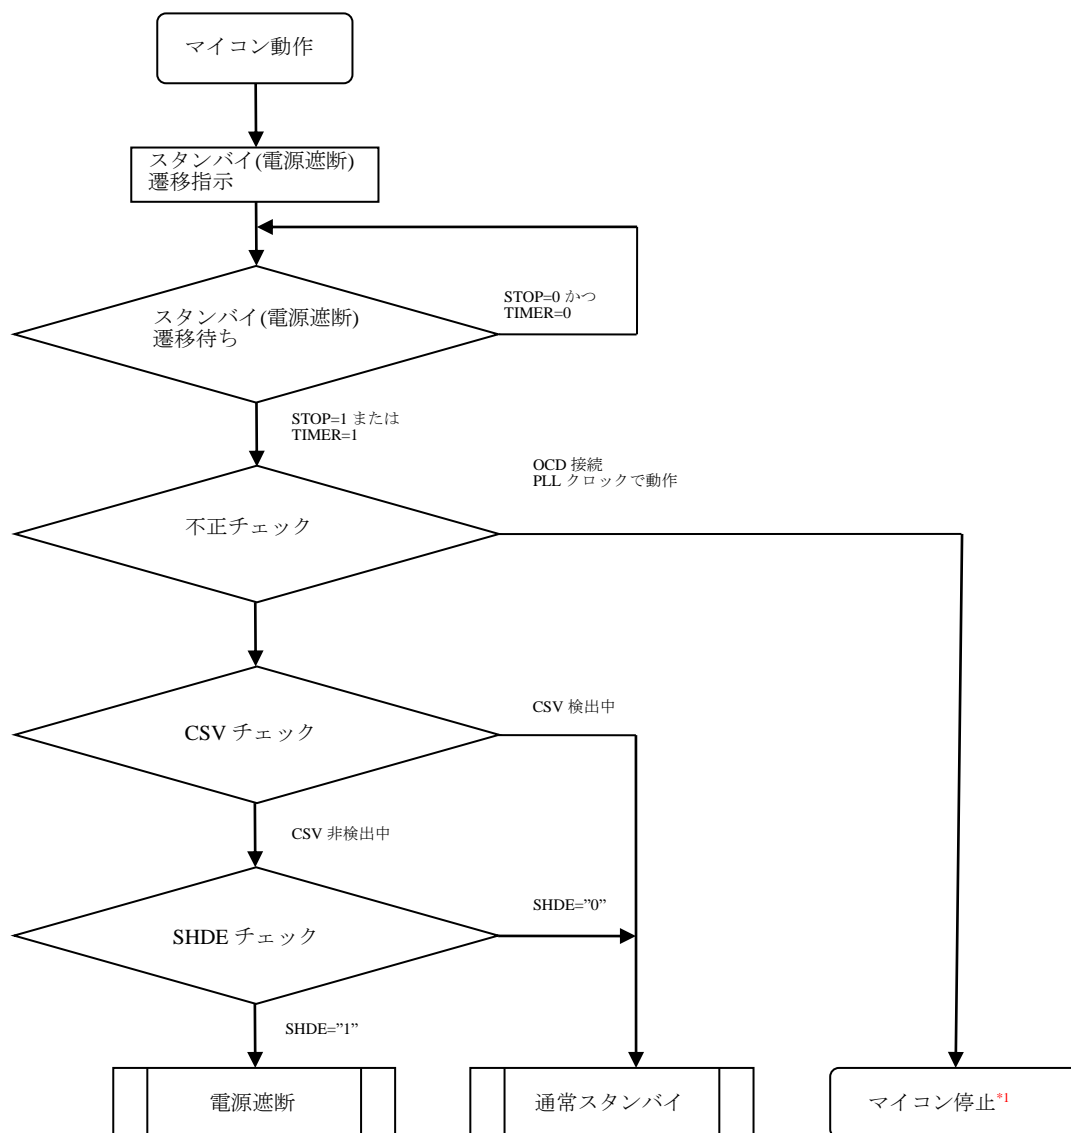 マイコン動作
スタンバイ(電源遮断)
遷移指示
スタンバイ(電源遮断)
遷移待ち
STOP=0 かつ
TIMER=0
STOP=1 または
TIMER=1
OCD 接続
PLL クロックで動作
不正チェック
CSV チェック
CSV 検出中
CSV 非検出中
SHDE チェック
SHDE=”0”
SHDE=”1”
電源遮断
通常スタンバイ
マイコン停止*1